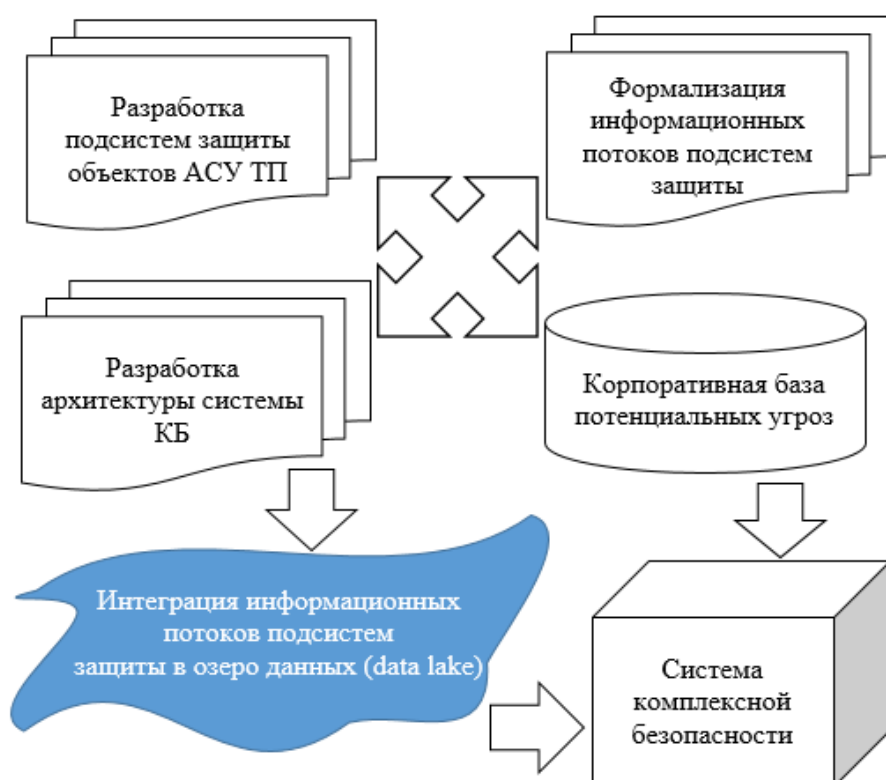 Разработка
подсистем защиты
объектов АСУ ТП
Формализация
информационных
потоков подсистем
защиты
Разработка
архитектуры системы
КБ
Корпоративная база
потенциальных угроз
Интеграция информационных
потоков подсистем
защиты в озеро данных (data lake)
Система
комплексной
безопасности